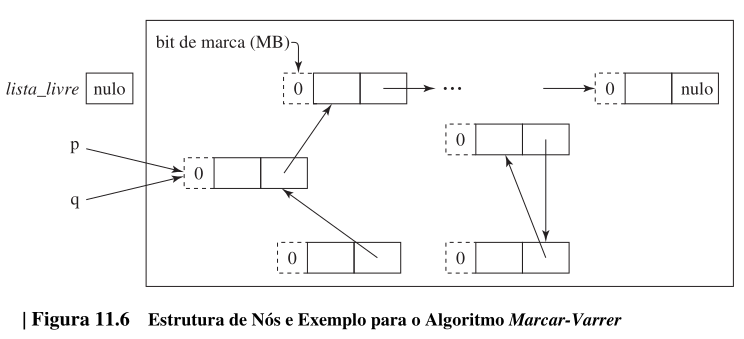 bit de marca (MB)
lista_livre nulo 0 ... 0 nulo
p 0
q 0
0 0
| Figura 11.6 Estrutura de Nós e Exemplo para o Algoritmo Marcar-Varrer